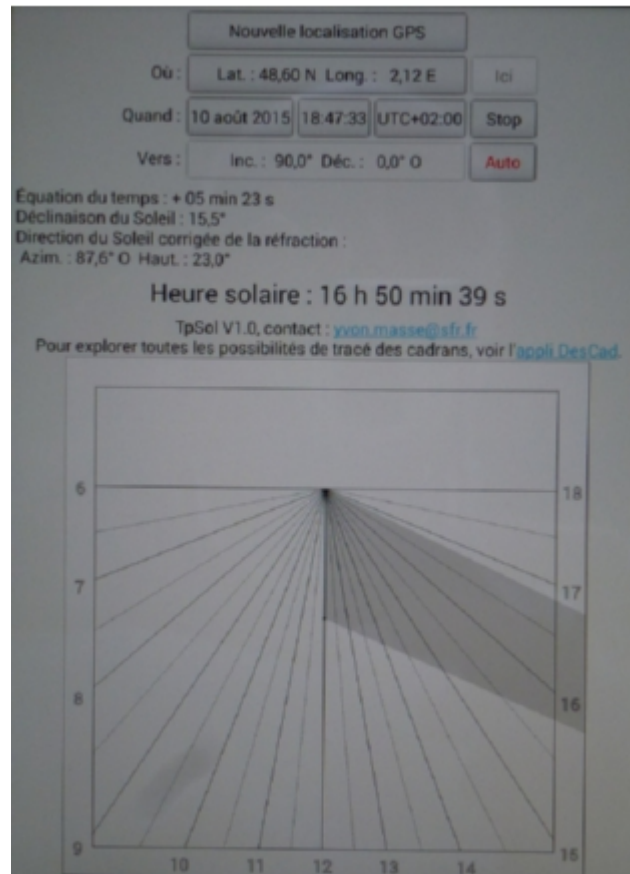 Nouvelle localisation GPS
Où : Lat. : 48,60 N Long. : 2,12 E Ici
Quand : 10 août 2015 18:47:33 UTC+02:00 Stop
Vers : Inc. : 90,0° Déc. : 0,0° O Auto
Équation du temps : + 05 min 23 s
Déclinaison du Soleil : 15,5°
Direction du Soleil corrigée de la réfraction :
Azim. : 87,6° O Haut. : 23,0°
Heure solaire : 16 h 50 min 39 s
TpSol V1.0, contact : yvon.masse@sfr.fr
Pour explorer toutes les possibilités de tracé des cadrans, voir l'appli DesCad.
6 18
7 17
8 16
9 15
10 11 12 13 14